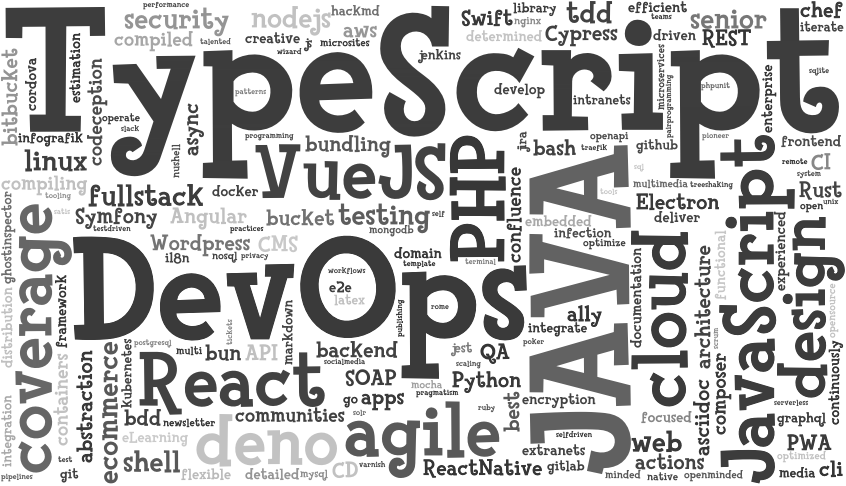 performance
security
nodejs
hackmd
Swift
library
tdd
efficient
teams
senior
chef
compiled
talented
creative
js
aws
nginx
determined
Cypress
driven
REST
iterate
wizard
microsites
TypeScript
bitbucket
cordova
estimation
codeception
jenkins
patterns
develop
intranets
microservices
pairprogramming
phpunit
sqlite
enterprise
operate
slack
async
infografik
programming
openapi
pioneer
frontend
linux
nushell
bundling
jira
bash
traefik
github
remote
CI
system
VueJS
PHP
JAVA
sql
multimedia
treeshaking
Rust
compiling
tooling
fullstack
docker
tools
Electron
open
unix
satis
Symfony
Angular
bucket
testing
self
confluence
embedded
deliver
testdriven
practices
mongodb
infection
JavaScript
experienced
Wordpress
CMS
domain
optimize
functional
design
ghostinspector
coverage
i18n
nosql
privacy
template
terminal
documentation
cloud
architecture
DevOps
workflows
e2e
latex
publishing
rome
framework
distribution
opensource
ally
integrate
scrum
tickets
markdown
poker
postgresql
multi
bun
API
backend
socialmedia
jest
QA
scaling
continuously
kubernetes
containers
abstraction
ecommerce
React
SOAP
mocha
pragmatism
Python
composer
asciidoc
go
apps
encryption
serverless
bdd
newsletter
communities
solr
ruby
best
focused
graphql
integration
eLearning
deno
agile
selfdriven
web
PWA
extranets
optimized
test
git
shell
flexible
detailed
mysql
CD
varnish
ReactNative
gitlab
actions
minded
native
openminded
media
cli
pipelines